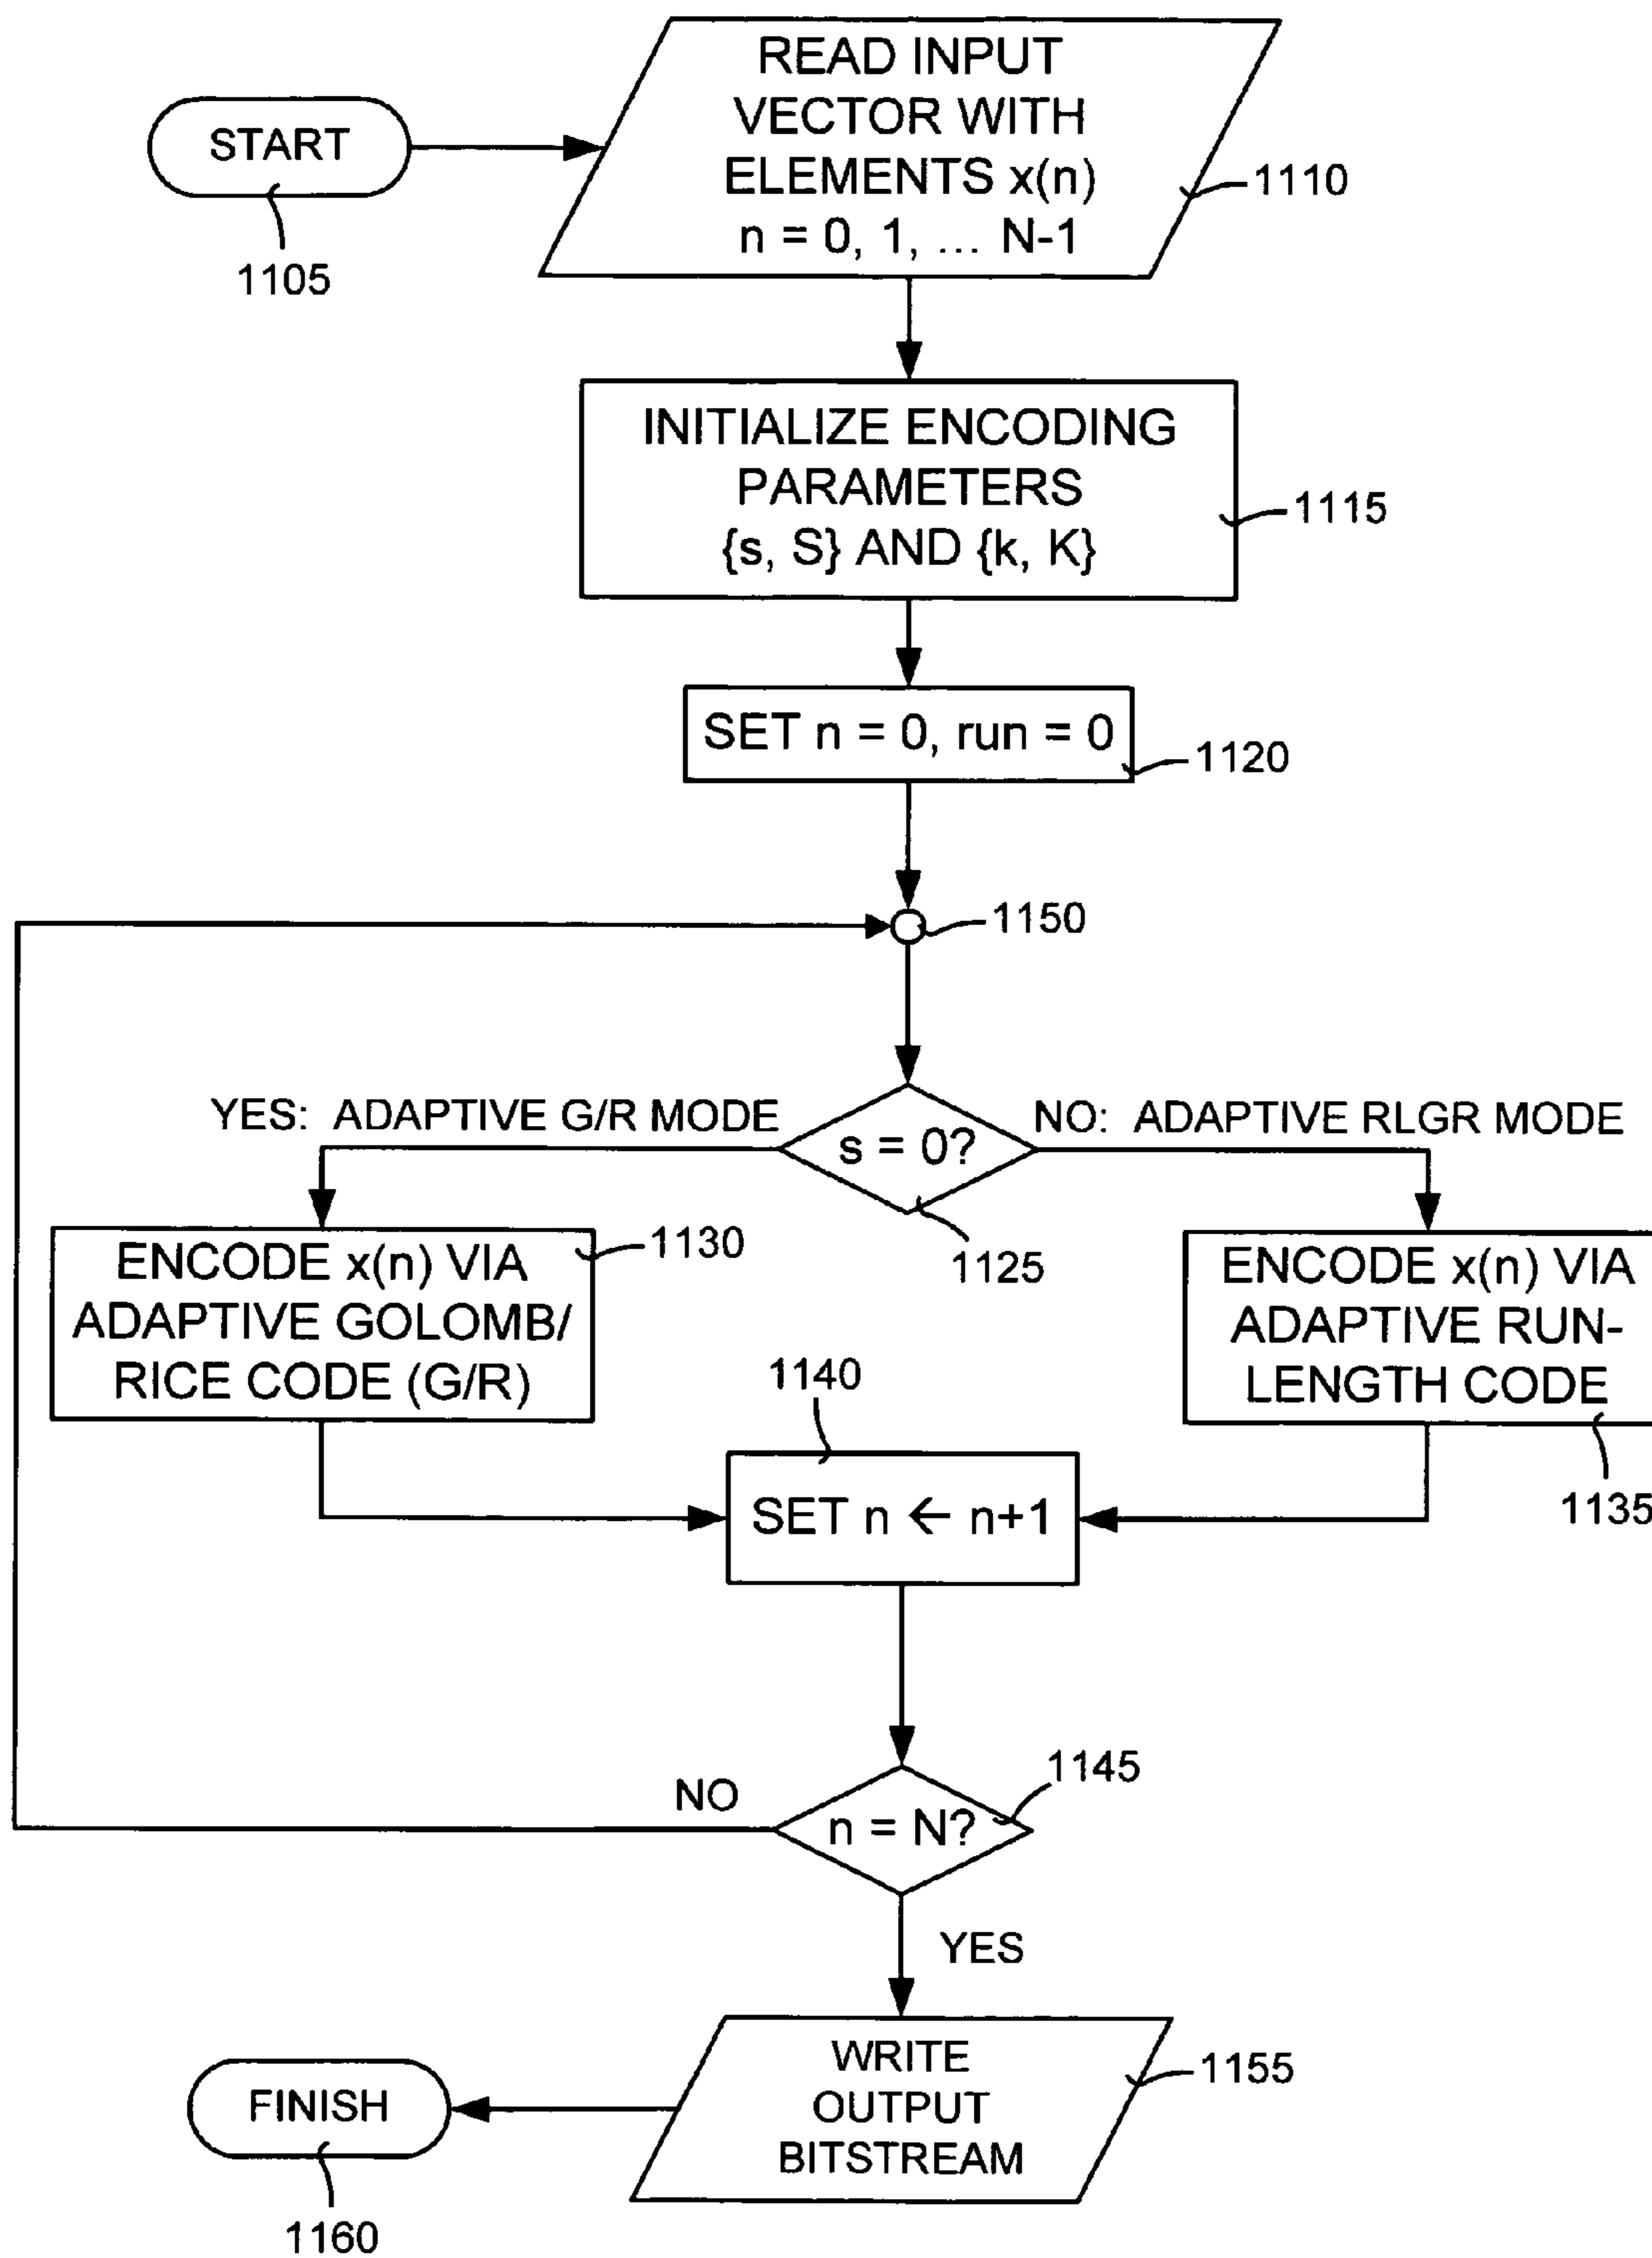 START
1105
READ INPUT
VECTOR WITH
ELEMENTS x(n)
n = 0, 1, ... N-1
1110
INITIALIZE ENCODING
PARAMETERS
{s, S} AND {k, K}
1115
SET n = 0, run = 0
1120
1150
YES: ADAPTIVE G/R MODE
s = 0?
NO: ADAPTIVE RLGR MODE
1125
ENCODE x(n) VIA
ADAPTIVE GOLOMB/
RICE CODE (G/R)
1130
ENCODE x(n) VIA
ADAPTIVE RUN-
LENGTH CODE
1135
1140
SET n ← n+1
NO
n = N?
1145
YES
WRITE
OUTPUT
BITSTREAM
1155
FINISH
1160